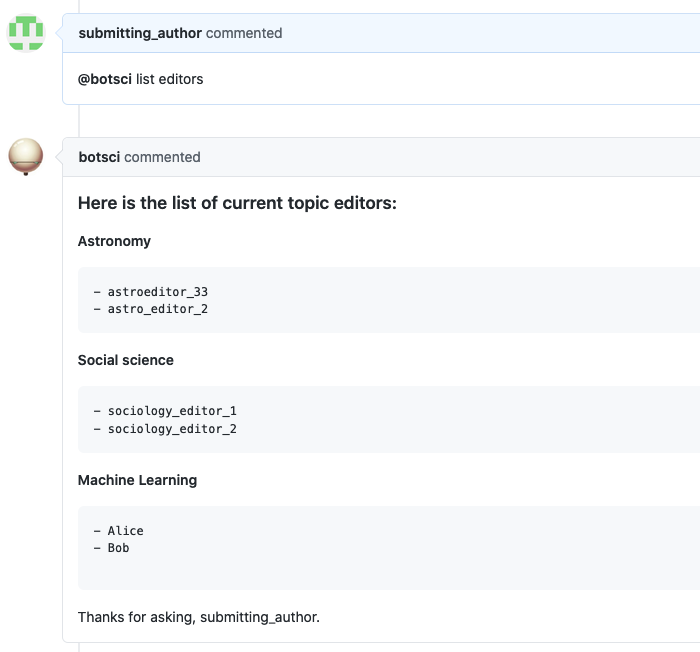 submitting_author commented
@botsci list editors
botsci commented
Here is the list of current topic editors:
Astronomy
– astroeditor_33
– astro_editor_2
Social science
– sociology_editor_1
– sociology_editor_2
Machine Learning
– Alice
– Bob
Thanks for asking, submitting_author.